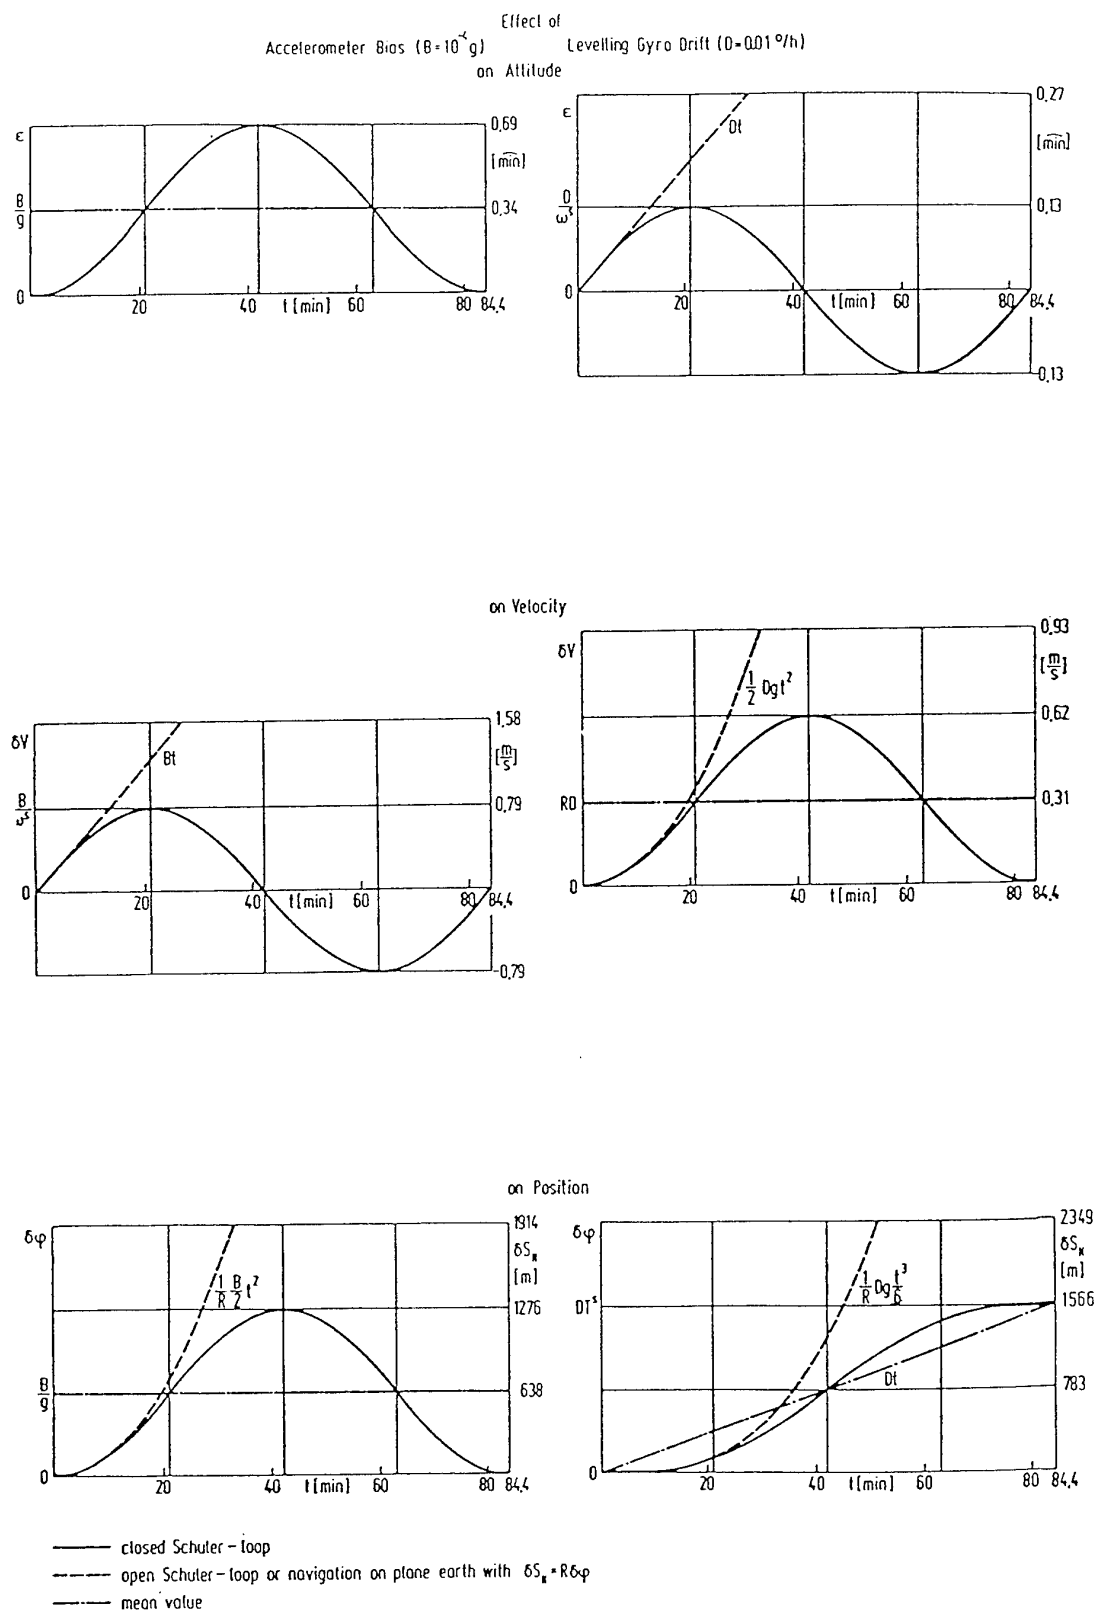 Effect of
Accelerometer Bias (B=10⁻⁴g) Levelling Gyro Drift (D=0.01°/h)
on Attitude
ε
B/g
0
0,69
[min]
0,34
20 40 t[min] 60 80 84,4
ε
D/ωˢ
0
Dt
0,27
[min]
0,13
20 40 t[min] 60 80 84,4
-0,13
on Velocity
δV
B/ωˢ
0
Bt
1,58
[m/s]
0,79
20 40 t[min] 60 80 84,4
-0,79
δV
RD
0
1/2 Dgt²
0,93
[m/s]
0,62
0,31
20 40 t[min] 60 80 84,4
on Position
δφ
B/g
0
1/R B/2 t²
1914
δSₓ
[m]
1276
638
20 40 t[min] 60 80 84,4
δφ
DTˢ
0
1/R Dg t³/6
Dt
2349
δSₓ
[m]
1566
783
20 40 t[min] 60 80 84,4
closed Schuler-loop
open Schuler-loop or navigation on plane earth with δSₓ=Rδφ
mean value